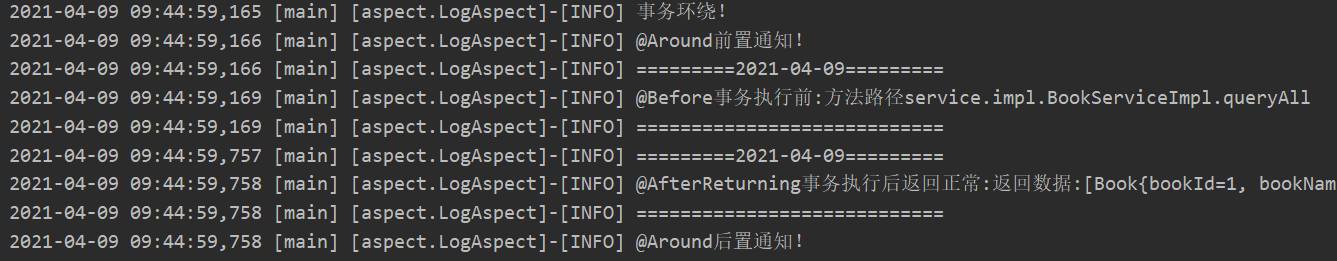 2021-04-09 09:44:59,165 [main] [aspect.LogAspect]-[INFO] 事务环绕!
2021-04-09 09:44:59,166 [main] [aspect.LogAspect]-[INFO] @Around前置通知!
2021-04-09 09:44:59,166 [main] [aspect.LogAspect]-[INFO] =========2021-04-09=========
2021-04-09 09:44:59,169 [main] [aspect.LogAspect]-[INFO] @Before事务执行前:方法路径service.impl.BookServiceImpl.queryAll
2021-04-09 09:44:59,169 [main] [aspect.LogAspect]-[INFO] ============================
2021-04-09 09:44:59,757 [main] [aspect.LogAspect]-[INFO] =========2021-04-09=========
2021-04-09 09:44:59,758 [main] [aspect.LogAspect]-[INFO] @AfterReturning事务执行后返回正常:返回数据:[Book{bookId=1, bookNam
2021-04-09 09:44:59,758 [main] [aspect.LogAspect]-[INFO] ============================
2021-04-09 09:44:59,758 [main] [aspect.LogAspect]-[INFO] @Around后置通知!